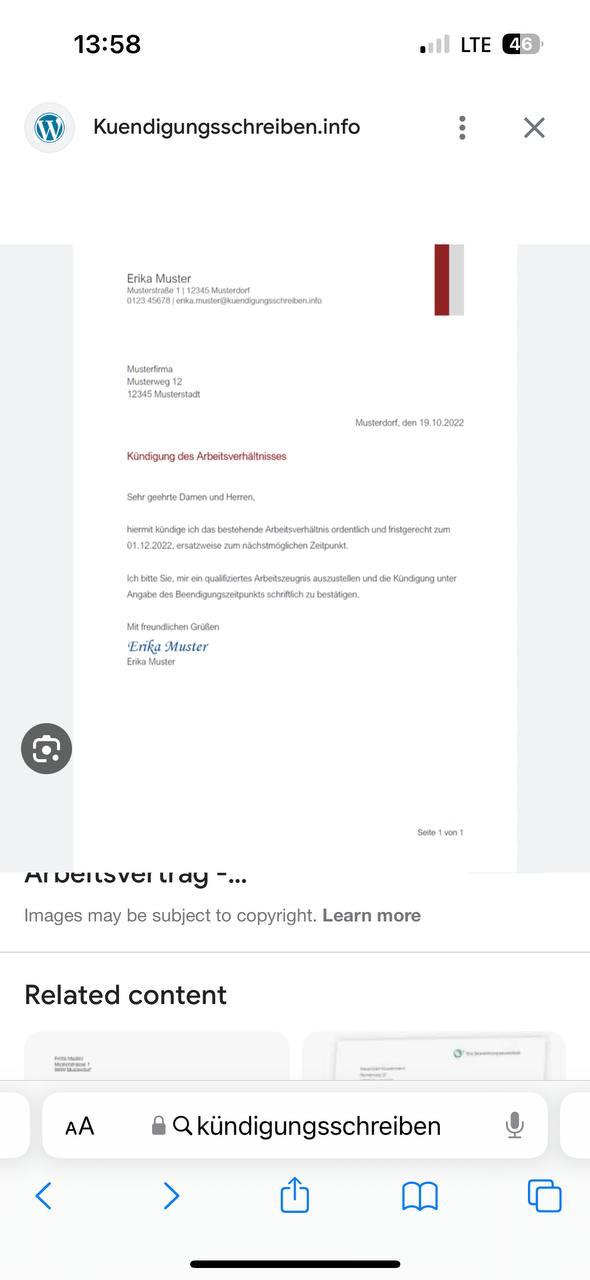 13:58
LTE 46
Kuendigungsschreiben.info
Erika Muster
Musterstraße 1 | 12345 Musterdorf
0123 45678 | erika.muster@kuendigungsschreiben.info
Musterfirma
Musterweg 12
12345 Musterstadt
Musterdorf, den 19.10.2022
Kündigung des Arbeitsverhältnisses
Sehr geehrte Damen und Herren,
hiermit kündige ich das bestehende Arbeitsverhältnis ordentlich und fristgerecht zum
01.12.2022, ersatzweise zum nächstmöglichen Zeitpunkt.
Ich bitte Sie, mir ein qualifiziertes Arbeitszeugnis auszustellen und die Kündigung unter
Angabe des Beendigungszeitpunkts schriftlich zu bestätigen.
Mit freundlichen Grüßen
Erika Muster
Erika Muster
Seite 1 von 1
Arbeitsvertrag -...
Images may be subject to copyright. Learn more
Related content
AA kündigungsschreiben